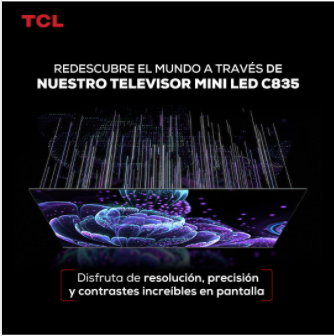 TCL
REDESCUBRE EL MUNDO A TRAVÉS DE
NUESTRO TELEVISOR MINI LED C835
Disfruta de resolución, precisión
y contrastes increíbles en pantalla